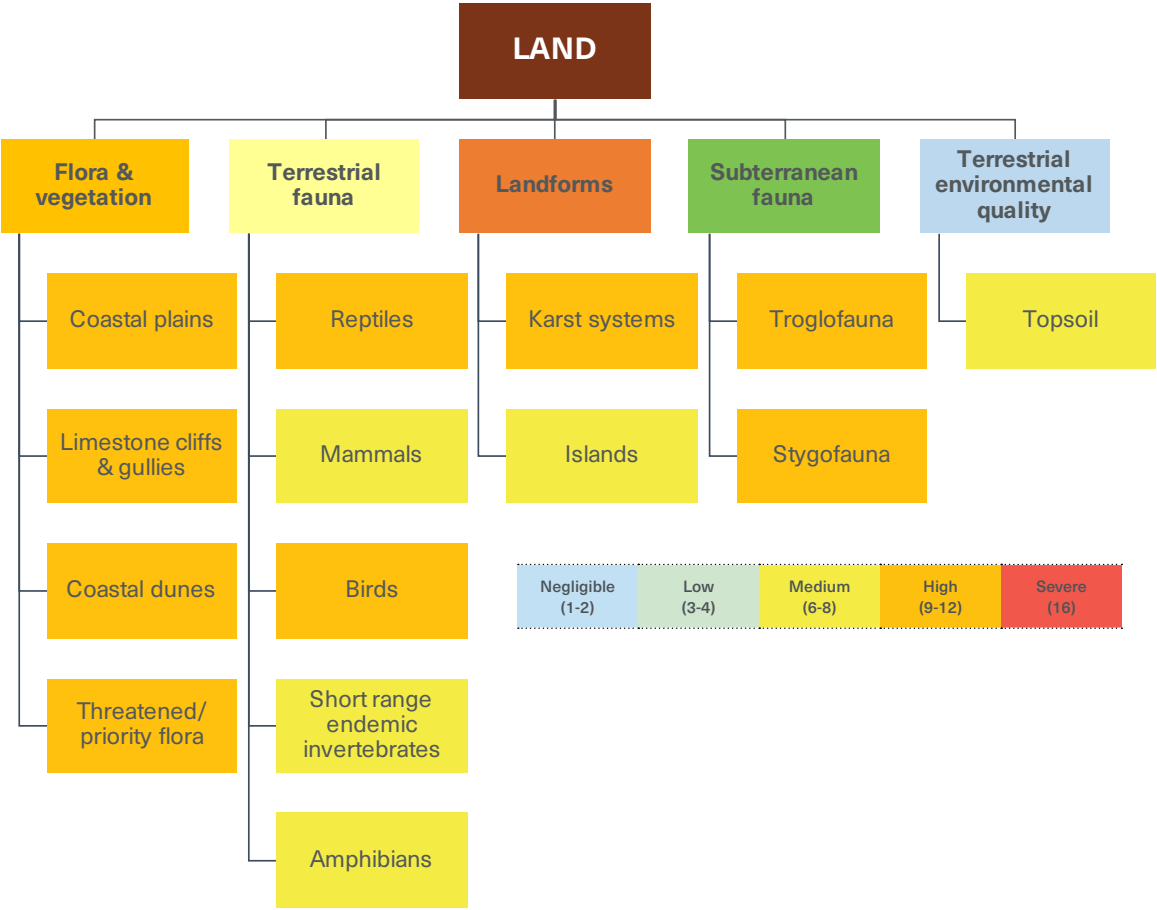 LAND
Flora &
vegetation
Terrestrial
fauna
Landforms
Subterranean
fauna
Terrestrial
environmental
quality
Coastal plains
Reptiles
Karst systems
Troglofauna
Topsoil
Limestone cliffs
& gullies
Mammals
Islands
Stygofauna
Coastal dunes
Birds
Negligible
(1-2)
Low
(3-4)
Medium
(6-8)
High
(9-12)
Severe
(16)
Threatened/
priority flora
Short range
endemic
invertebrates
Amphibians